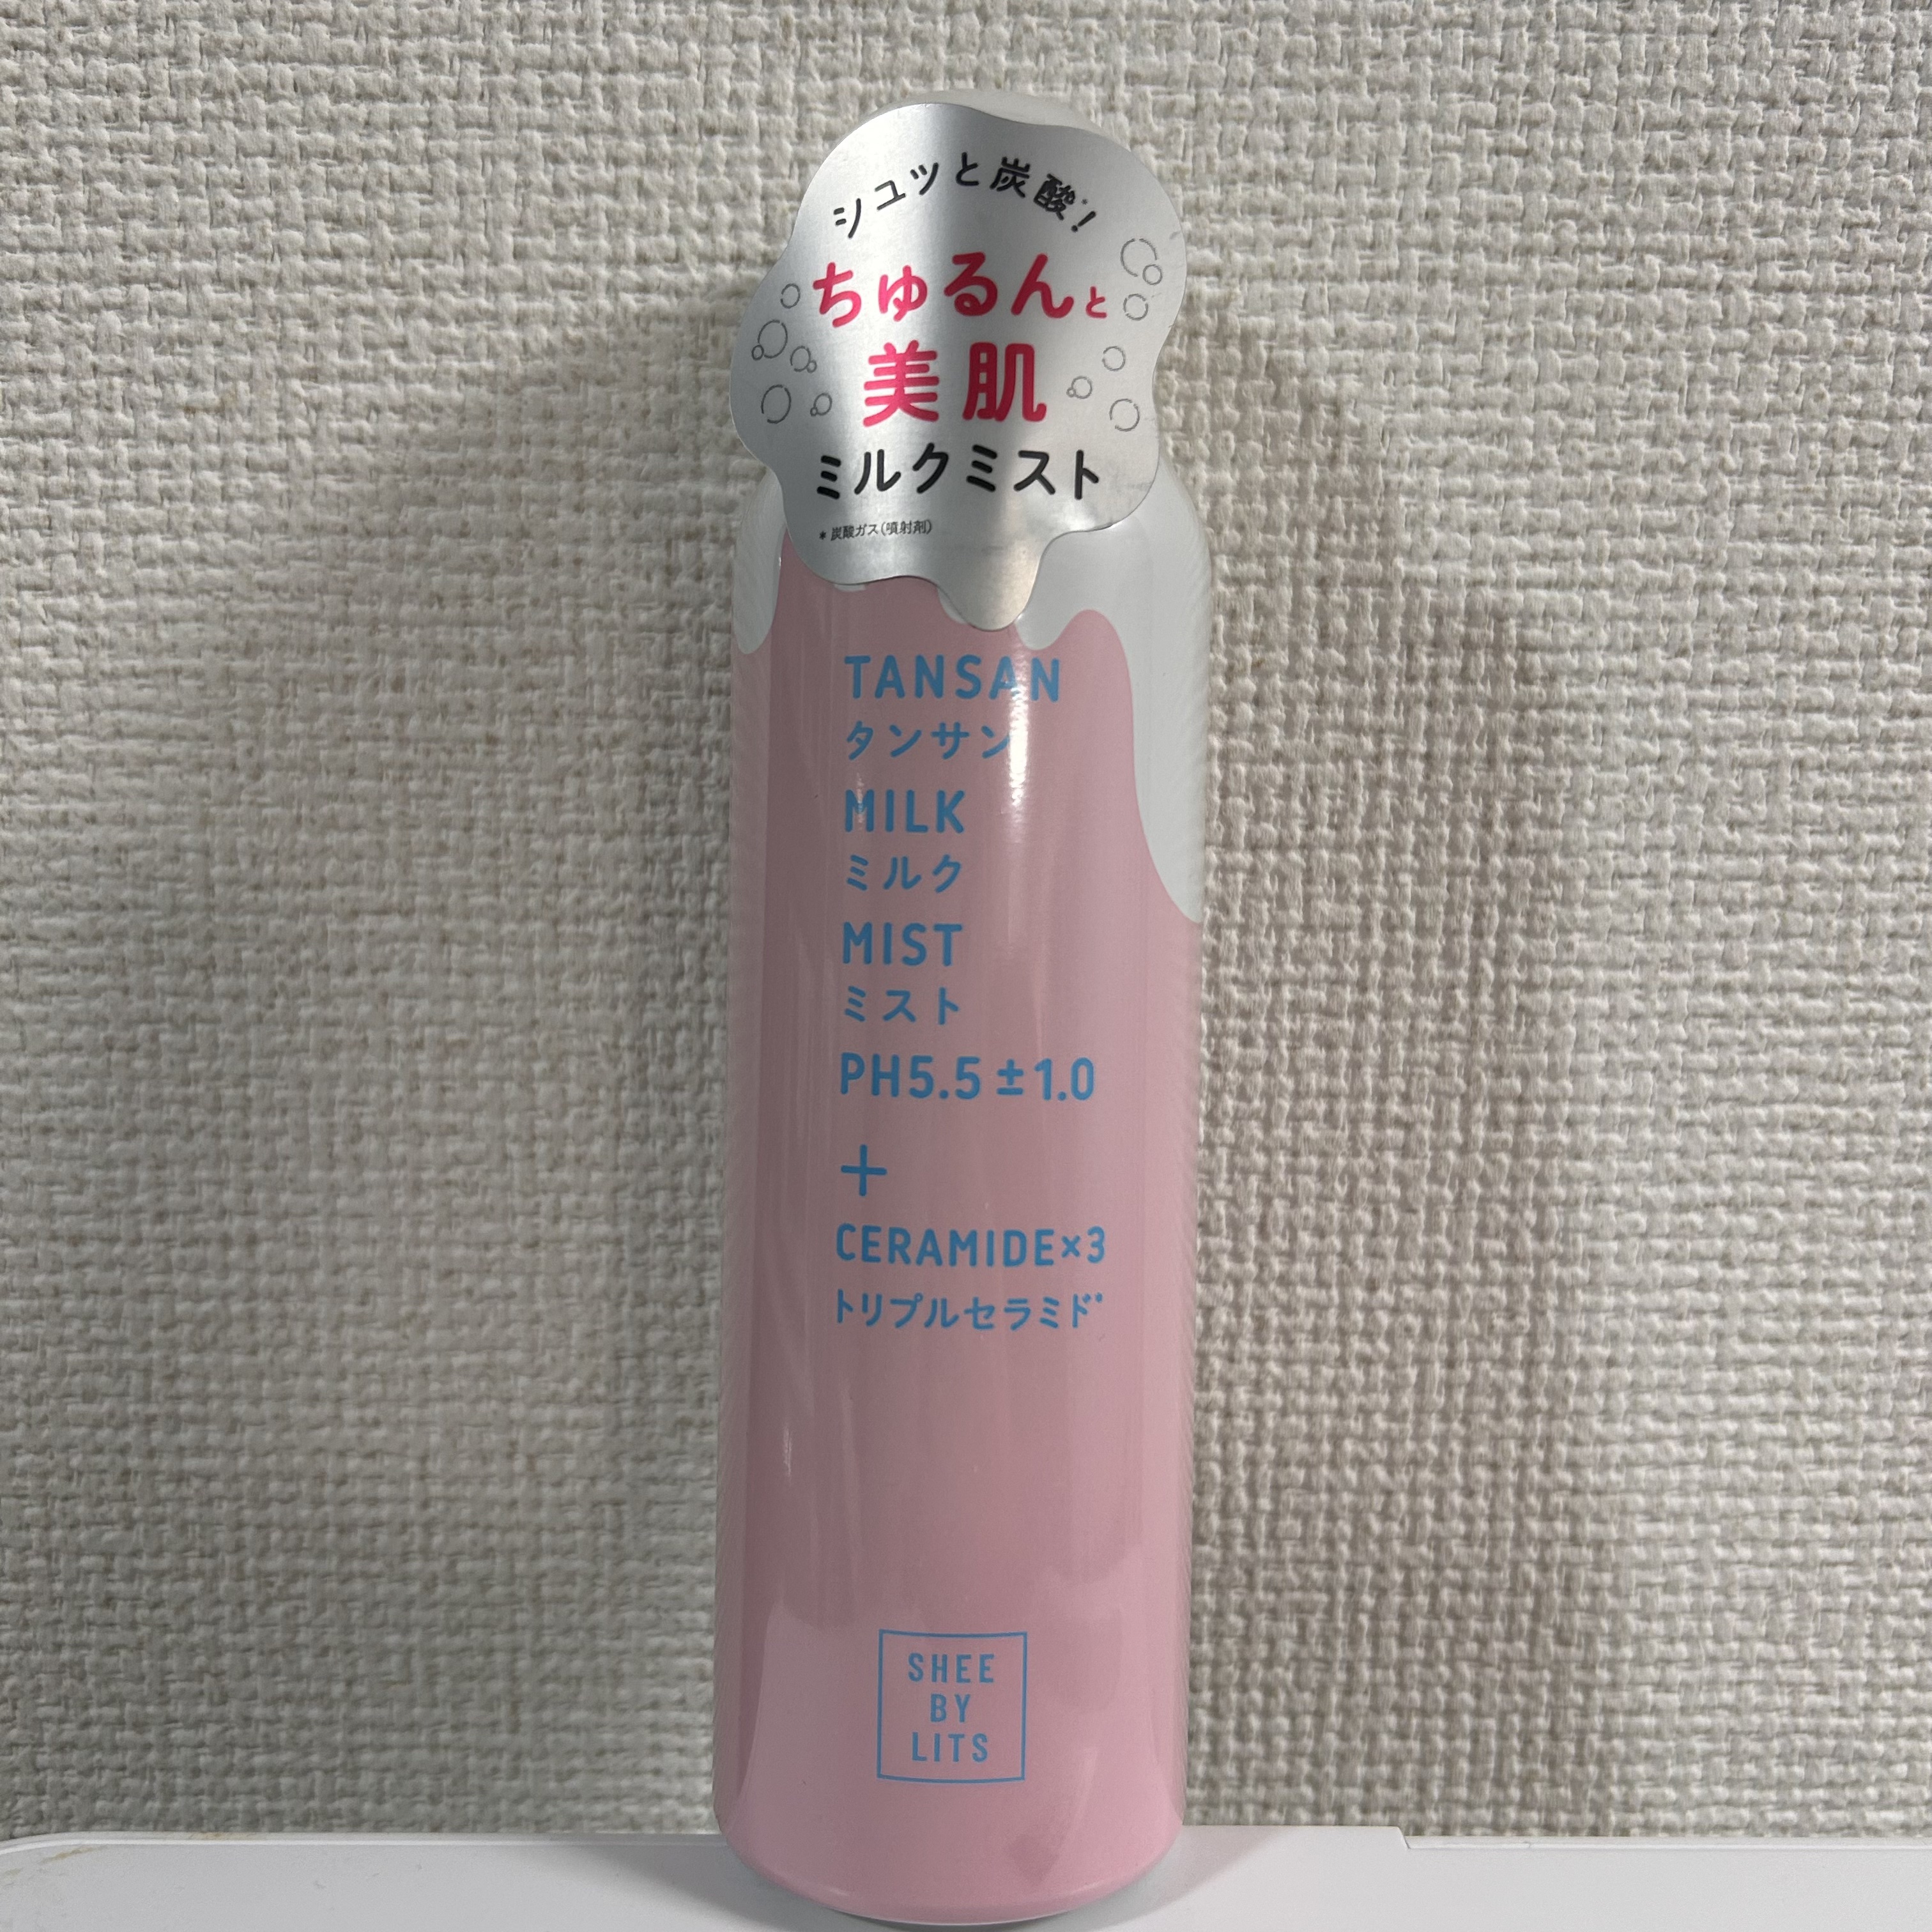 シュッと炭酸*!
ちゅるんと
美肌
ミルクミスト
* 炭酸ガス(噴射剤)
TANSAN
タンサン
MILK
ミルク
MIST
ミスト
PH5.5±1.0
+
CERAMIDE×3
トリプルセラミド*
SHEE
BY
LITS